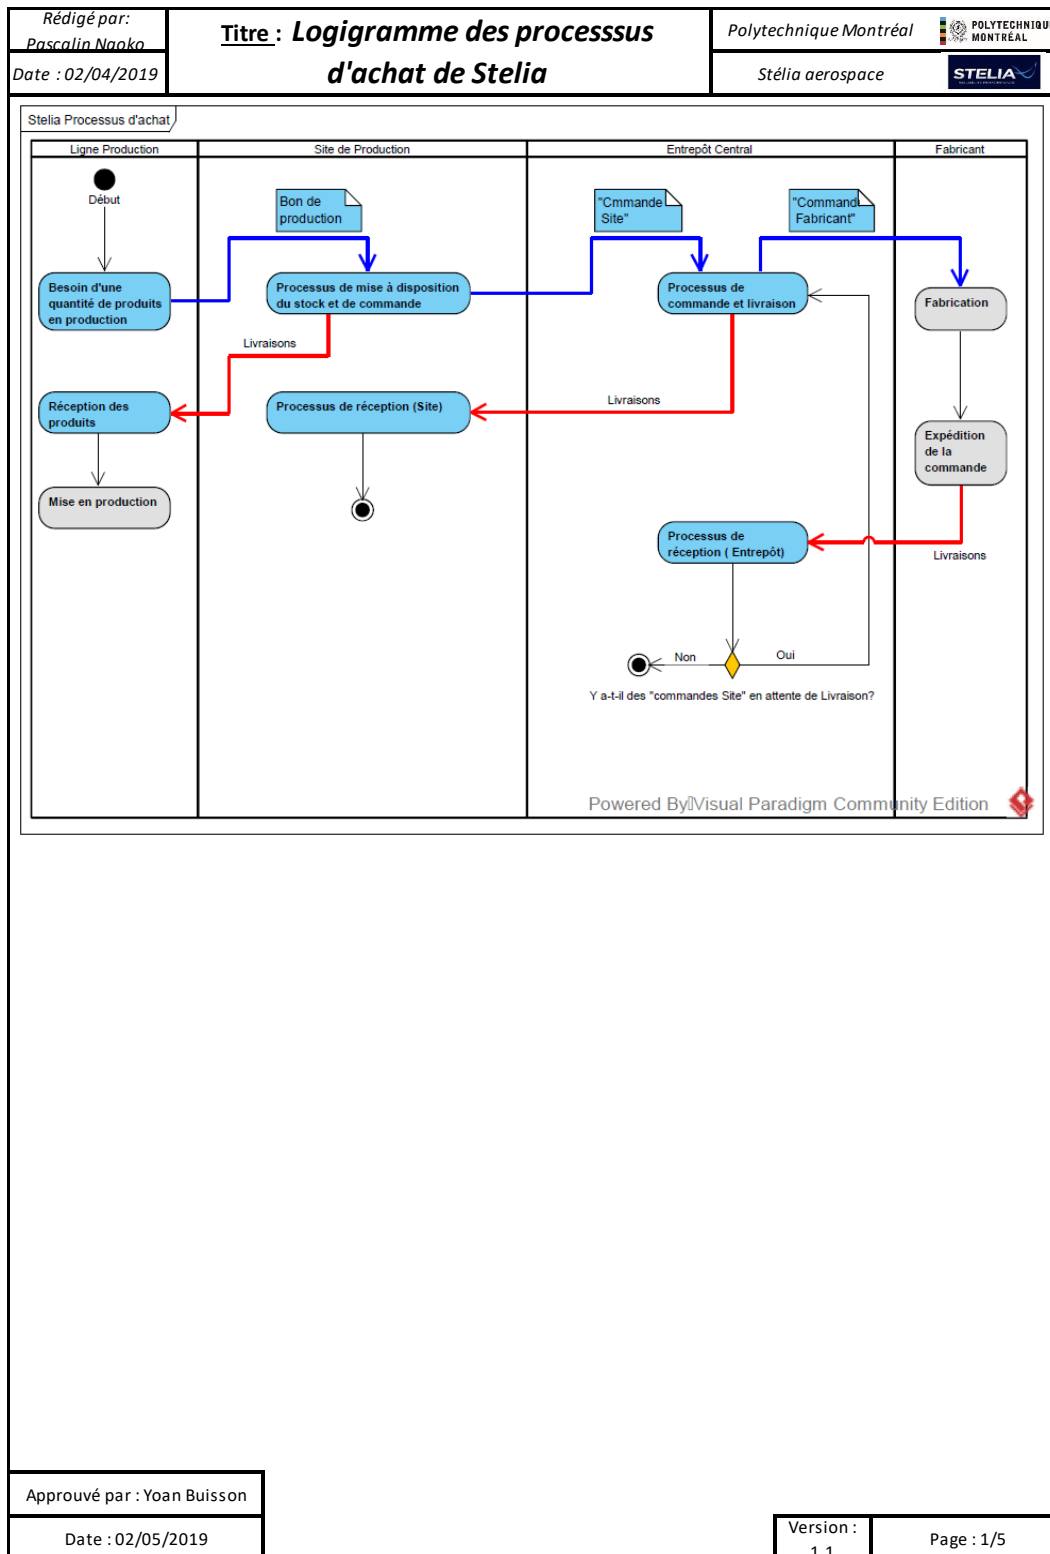 Rédigé par:
Pascalin Ngoko
Date : 02/04/2019
Titre : Logigramme des processsus
d'achat de Stelia
Polytechnique Montréal
POLYTECHNIQU
MONTRÉAL
Stélia aerospace
STELIA
Stelia Processus d'achat
Ligne Production
Site de Production
Entrepôt Central
Fabricant
Début
Bon de
production
"Cmmande
Site"
"Command
Fabricant"
Besoin d'une
quantité de produits
en production
Processus de mise à disposition
du stock et de commande
Processus de
commande et livraison
Fabrication
Livraisons
Livraisons
Réception des
produits
Processus de réception (Site)
Expédition
de la
commande
Mise en production
Processus de
réception ( Entrepôt)
Livraisons
Non
Oui
Y a-t-il des "commandes Site" en attente de Livraison?
Powered By Visual Paradigm Community Edition
Approuvé par : Yoan Buisson
Date : 02/05/2019
Version :
1.1
Page : 1/5